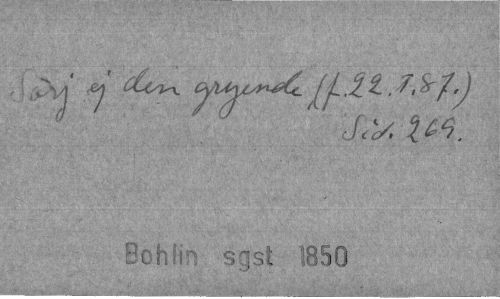 Sörj ej den gryende (f.22.1.87.)
Sid. 269.
Bohlin sgst 1850